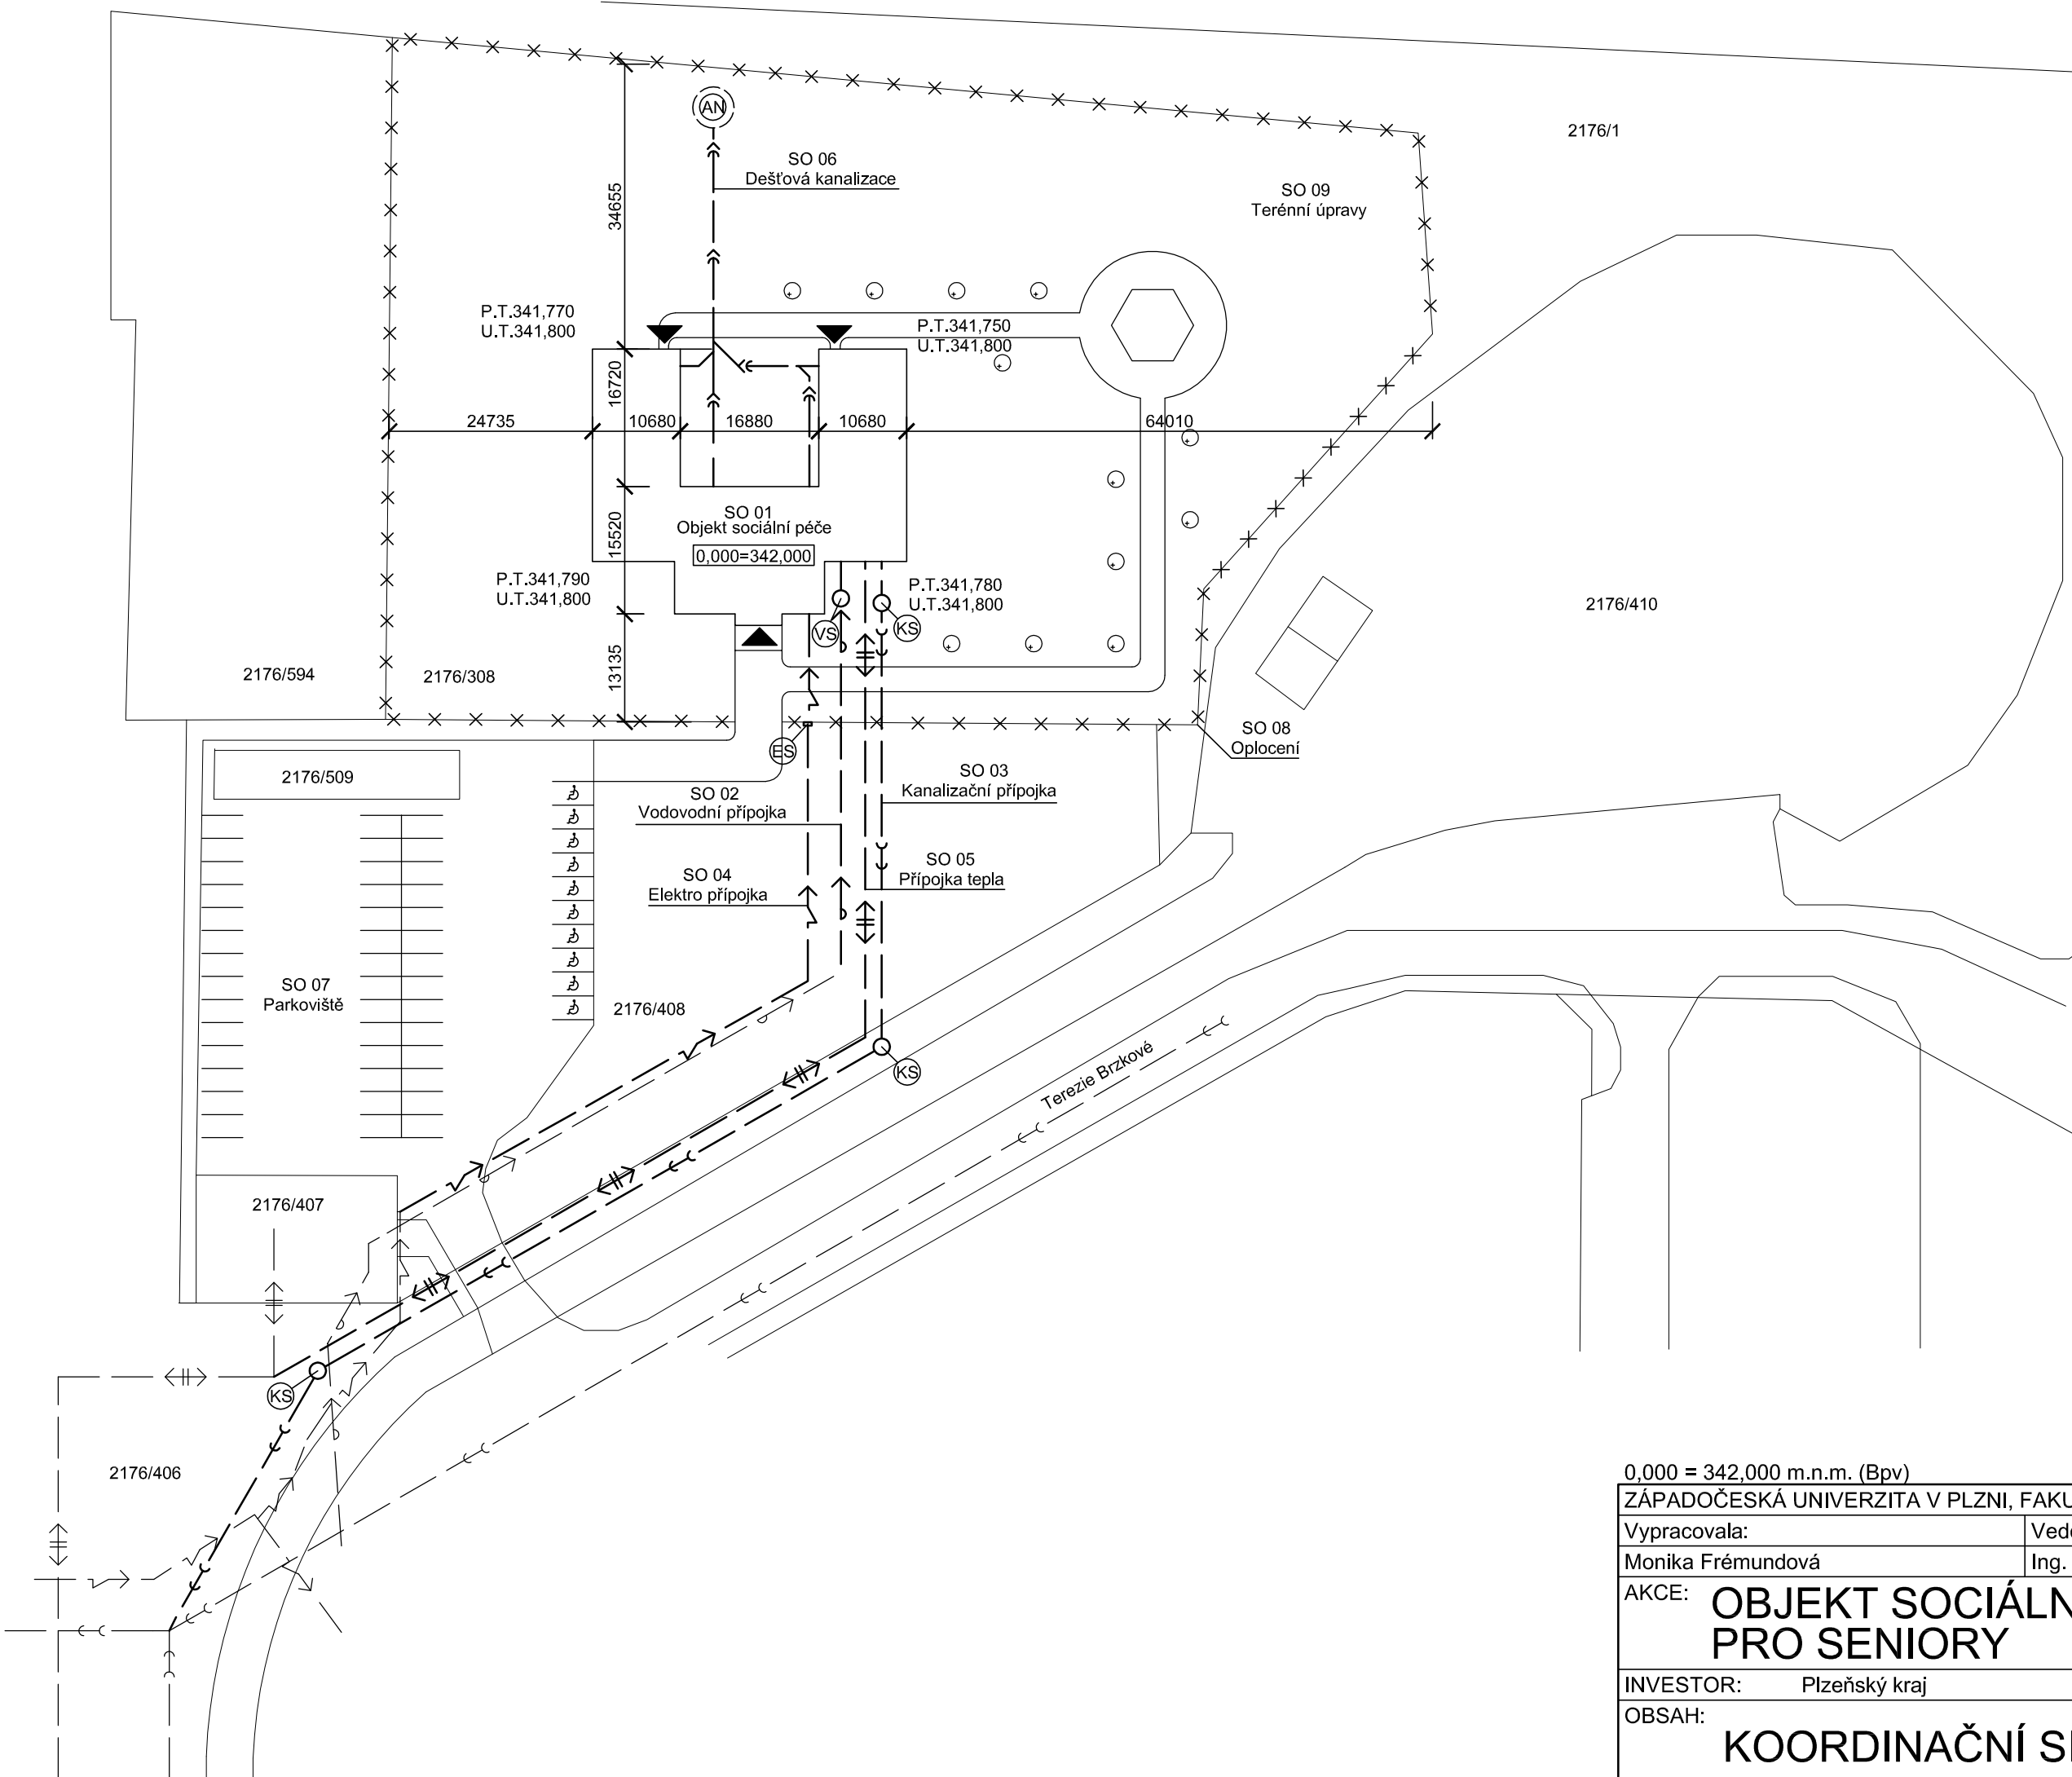 2176/1
AN
SO 06
Dešťová kanalizace
SO 09
Terénní úpravy
34655
P.T.341,770
U.T.341,800
P.T.341,750
U.T.341,800
16720
24735
10680
16880
10680
64010
SO 01
Objekt sociální péče
0,000=342,000
15520
P.T.341,790
U.T.341,800
P.T.341,780
U.T.341,800
2176/410
VS
KS
13135
2176/594
2176/308
ES
SO 08
Oplocení
2176/509
SO 02
Vodovodní přípojka
SO 03
Kanalizační přípojka
SO 04
Elektro přípojka
SO 05
Přípojka tepla
SO 07
Parkoviště
2176/408
Terezie Brzkové
KS
2176/407
KS
2176/406
0,000 = 342,000 m.n.m. (Bpv)
ZÁPADOČESKÁ UNIVERZITA V PLZNI, FAKU
Vypracovala:
Vedo
Monika Frémundová
Ing.
AKCE:
OBJEKT SOCIÁLN
PRO SENIORY
INVESTOR: Plzeňský kraj
OBSAH:
KOORDINAČNÍ SI